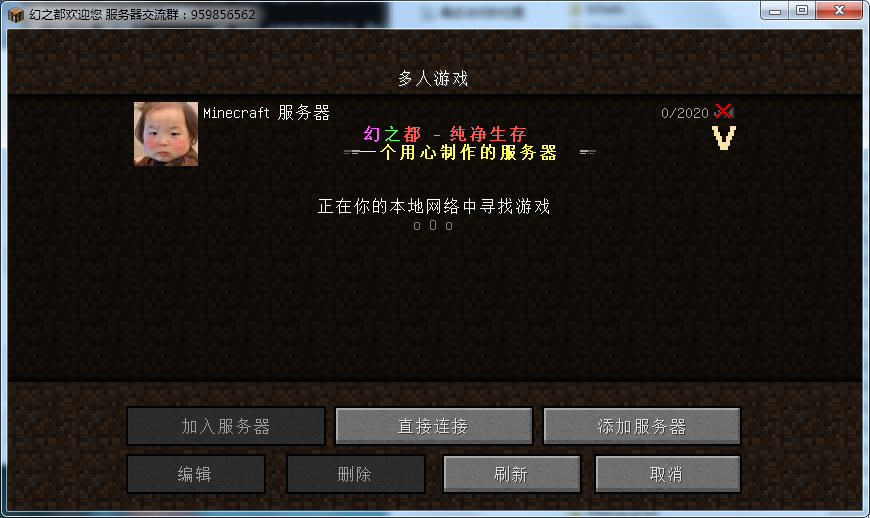 幻之都欢迎您 服务器交流群：959856562
多人游戏
Minecraft 服务器
0/2020
幻之都 - 纯净生存
一个用心制作的服务器
V
正在你的本地网络中寻找游戏
o O o
加入服务器
直接连接
添加服务器
编辑
删除
刷新
取消